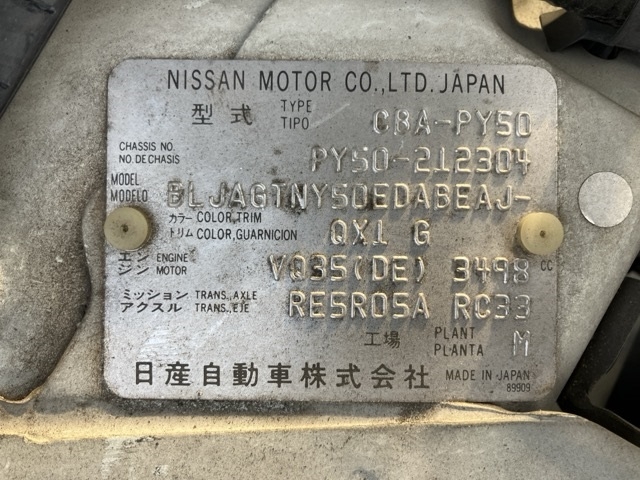 NISSAN MOTOR CO.,LTD. JAPAN
型式 TYPE TIPO CBA-PY50
CHASSIS NO. NO. DE CHASIS PY50-212304
MODEL MODELO BLJAGTNY50EDABEAJ-
カラー COLOR,TRIM トリム COLOR,GUARNICION QX1 G
エンジン ENGINE MOTOR VQ35(DE) 3498 CC
ミッション TRANS.,AXLE アクスル TRANS.,EJE RE5R05A RC33
工場 PLANT PLANTA M
日産自動車株式会社 MADE IN JAPAN
89909